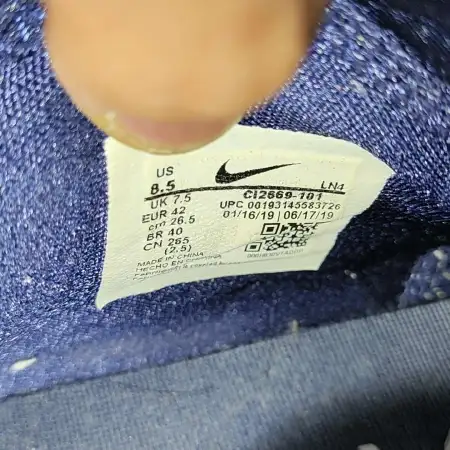 US
8.5
UK 7.5
EUR 42
cm 26.5
BR 40
CN 265
(2.5)
LN4
CI2669-101
UPC 00193145583726
01/16/19 06/17/19
MADE IN CHINA
HECHO EN CHINA